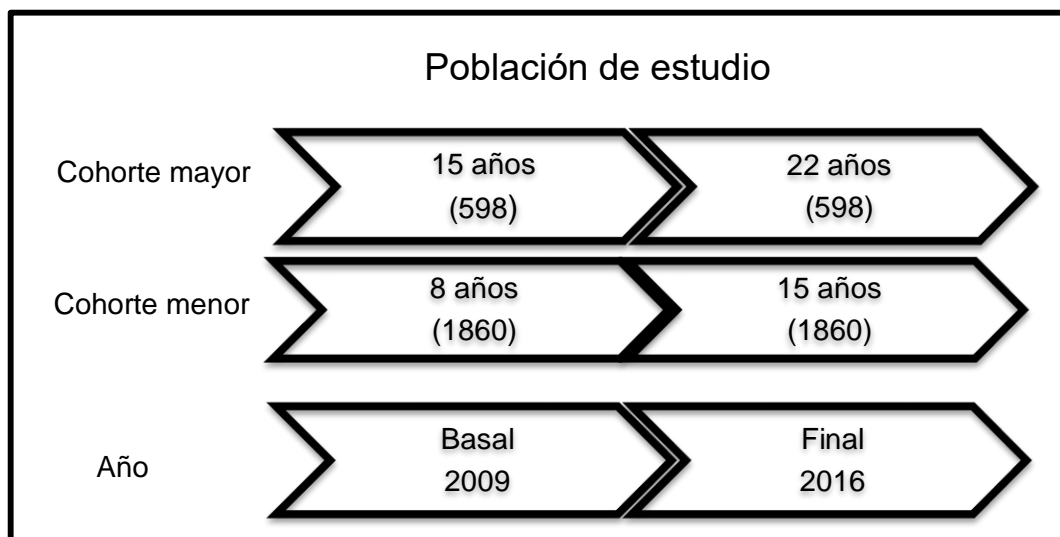 Población de estudio
Cohorte mayor
15 años
(598)
22 años
(598)
Cohorte menor
8 años
(1860)
15 años
(1860)
Año
Basal
2009
Final
2016